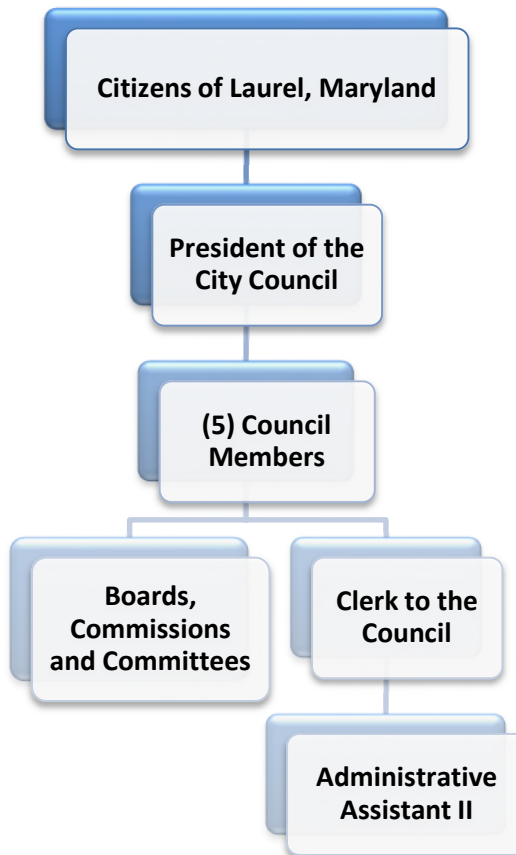 Citizens of Laurel, Maryland
President of the
City Council
(5) Council
Members
Boards,
Commissions
and Committees
Clerk to the
Council
Administrative
Assistant II